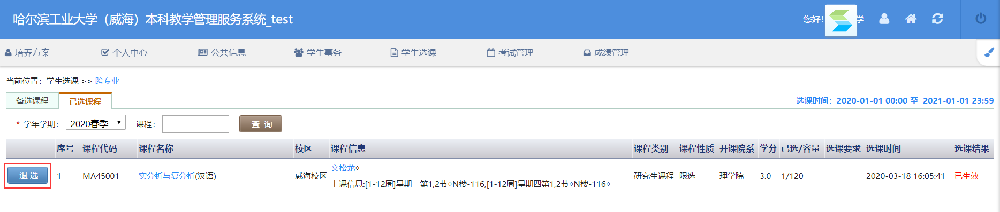 哈尔滨工业大学（威海）本科教学管理服务系统_test
您好! 学
培养方案 个人中心 公共信息 学生事务 学生选课 考试管理 成绩管理
当前位置：学生选课 >> 跨专业
备选课程 已选课程 选课时间：2020-01-01 00:00 至 2021-01-01 23:59
* 学年学期： 2020春季 课程： 查 询
序号 课程代码 课程名称 校区 课程信息 课程类别 课程性质 开课院系 学分 已选/容量 选课要求 选课时间 选课结果
退 选 1 MA45001 实分析与复分析(汉语) 威海校区 文松龙◇ 研究生课程 限选 理学院 3.0 1/120 2020-03-18 16:05:41 已生效
上课信息:[1-12周]星期一第1,2节◇N楼-116,[1-12周]星期四第1,2节◇N楼-116◇